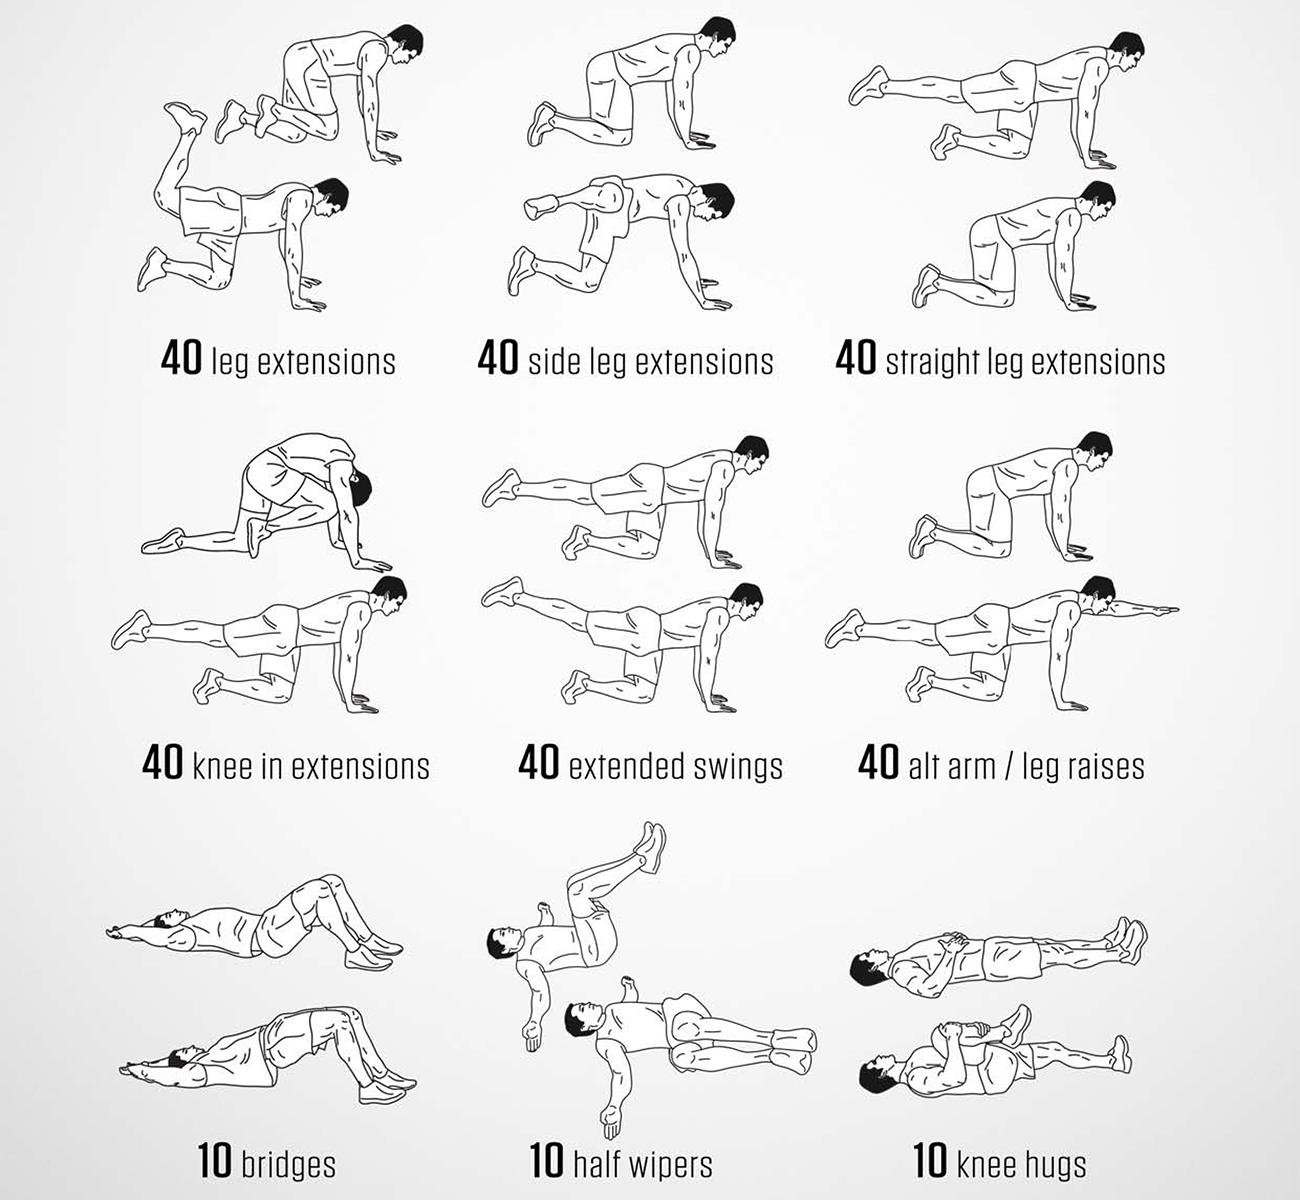 40 leg extensions
40 side leg extensions
40 straight leg extensions
40 knee in extensions
40 extended swings
40 alt arm / leg raises
10 bridges
10 half wipers
10 knee hugs